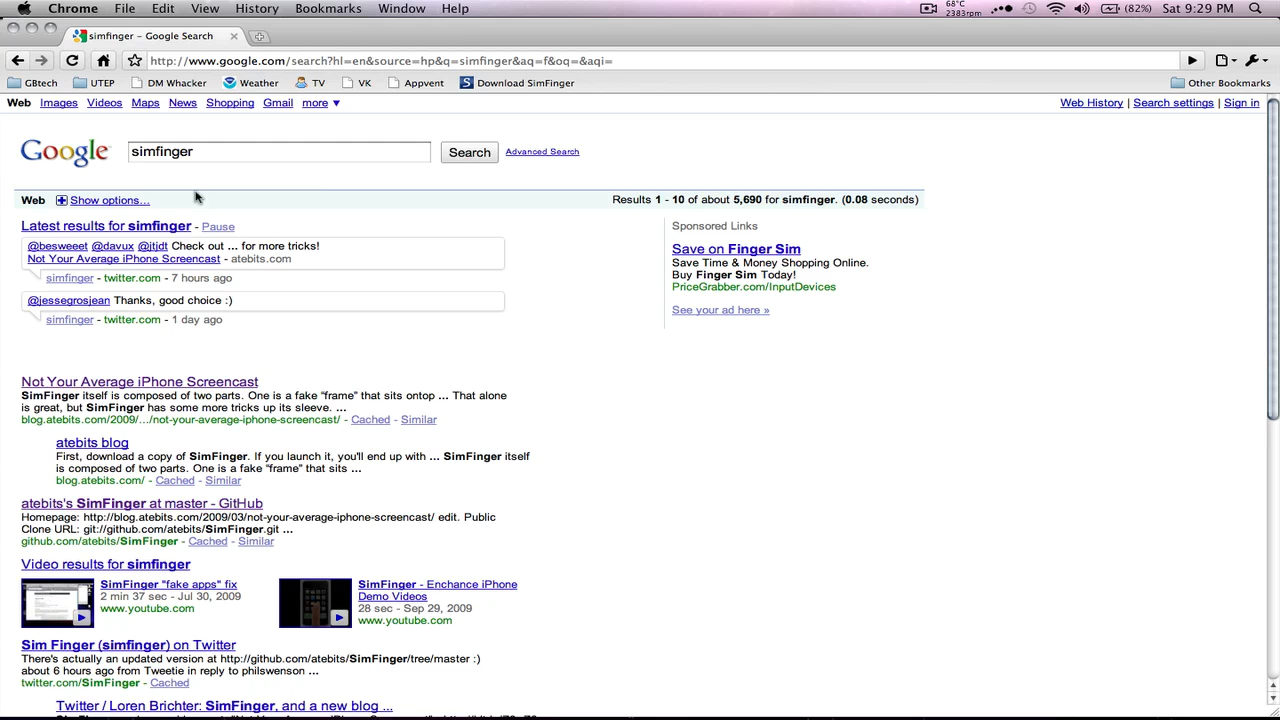 Chrome File Edit View History Bookmarks Window Help 68°C 2383rpm (82%) Sat 9:29 PM
simfinger – Google Search
http://www.google.com/search?hl=en&source=hp&q=simfinger&aq=f&oq=&aqi=
GBtech UTEP DM Whacker Weather TV VK Appvent Download SimFinger Other Bookmarks
Web Images Videos Maps News Shopping Gmail more ▼ Web History | Search settings | Sign in
Google simfinger Search Advanced Search
Web Show options... Results 1 - 10 of about 5,690 for simfinger. (0.08 seconds)
Latest results for simfinger - Pause
@besweeet @davux @jtjdt Check out ... for more tricks!
Not Your Average iPhone Screencast - atebits.com
simfinger - twitter.com - 7 hours ago
@jessegrosjean Thanks, good choice :)
simfinger - twitter.com - 1 day ago
Sponsored Links
Save on Finger Sim
Save Time & Money Shopping Online.
Buy Finger Sim Today!
PriceGrabber.com/InputDevices
See your ad here »
Not Your Average iPhone Screencast
SimFinger itself is composed of two parts. One is a fake "frame" that sits ontop ... That alone
is great, but SimFinger has some more tricks up its sleeve. ...
blog.atebits.com/2009/.../not-your-average-iphone-screencast/ - Cached - Similar
atebits blog
First, download a copy of SimFinger. If you launch it, you'll end up with ... SimFinger itself
is composed of two parts. One is a fake "frame" that sits ...
blog.atebits.com/ - Cached - Similar
atebits's SimFinger at master - GitHub
Homepage: http://blog.atebits.com/2009/03/not-your-average-iphone-screencast/ edit. Public
Clone URL: git://github.com/atebits/SimFinger.git ...
github.com/atebits/SimFinger - Cached - Similar
Video results for simfinger
SimFinger "fake apps" fix
2 min 37 sec - Jul 30, 2009
www.youtube.com
SimFinger - Enchance iPhone
Demo Videos
28 sec - Sep 29, 2009
www.youtube.com
Sim Finger (simfinger) on Twitter
There's actually an updated version at http://github.com/atebits/SimFinger/tree/master :)
about 6 hours ago from Tweetie in reply to philswenson ...
twitter.com/SimFinger - Cached
Twitter / Loren Brichter: SimFinger, and a new blog ...